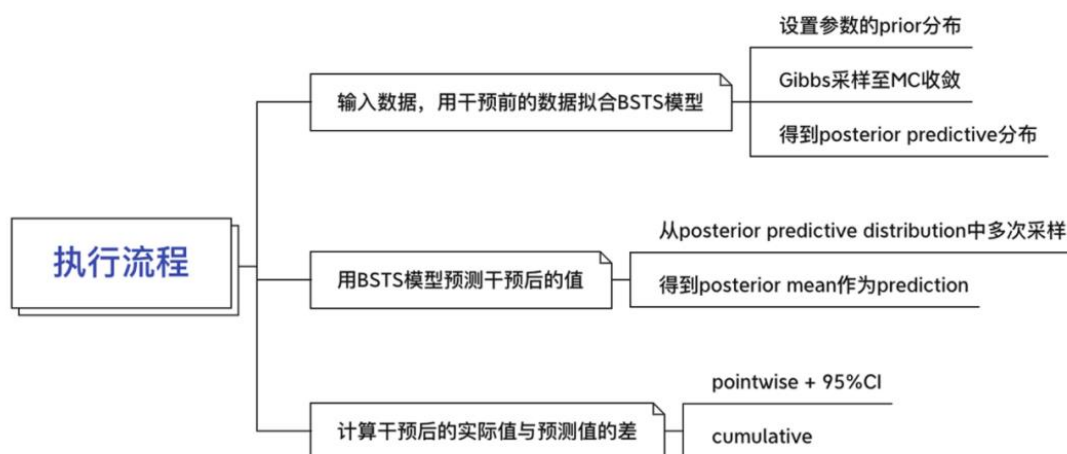 执行流程
输入数据，用干预前的数据拟合BSTS模型
设置参数的prior分布
Gibbs采样至MC收敛
得到posterior predictive分布
用BSTS模型预测干预后的值
从posterior predictive distribution中多次采样
得到posterior mean作为prediction
计算干预后的实际值与预测值的差
pointwise + 95%CI
cumulative